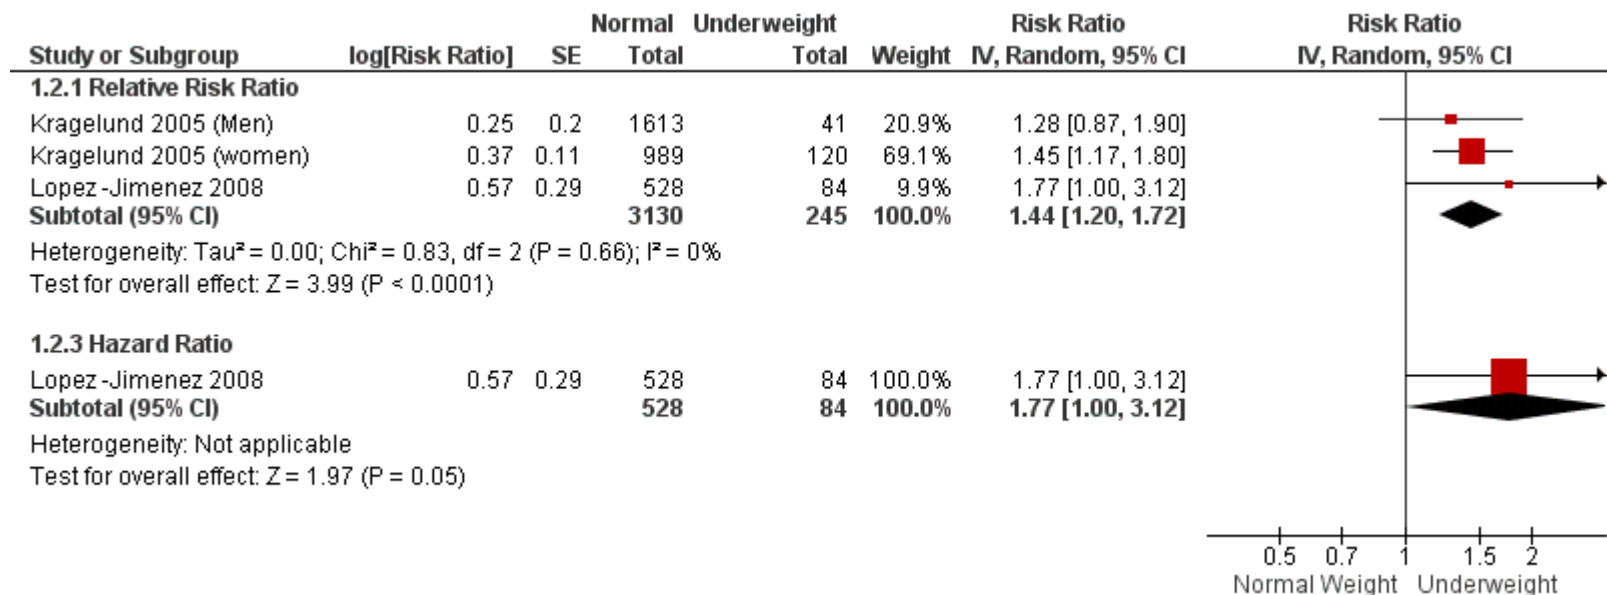 Normal Underweight Risk Ratio Risk Ratio
Study or Subgroup log[Risk Ratio] SE Total Total Weight IV, Random, 95% CI IV, Random, 95% CI
1.2.1 Relative Risk Ratio
Kragelund 2005 (Men) 0.25 0.2 1613 41 20.9% 1.28 [0.87, 1.90]
Kragelund 2005 (women) 0.37 0.11 989 120 69.1% 1.45 [1.17, 1.80]
Lopez-Jimenez 2008 0.57 0.29 528 84 9.9% 1.77 [1.00, 3.12]
Subtotal (95% CI) 3130 245 100.0% 1.44 [1.20, 1.72]
Heterogeneity: Tau² = 0.00; Chi² = 0.83, df = 2 (P = 0.66); I² = 0%
Test for overall effect: Z = 3.99 (P < 0.0001)
1.2.3 Hazard Ratio
Lopez-Jimenez 2008 0.57 0.29 528 84 100.0% 1.77 [1.00, 3.12]
Subtotal (95% CI) 528 84 100.0% 1.77 [1.00, 3.12]
Heterogeneity: Not applicable
Test for overall effect: Z = 1.97 (P = 0.05)
0.5 0.7 1 1.5 2
Normal Weight Underweight